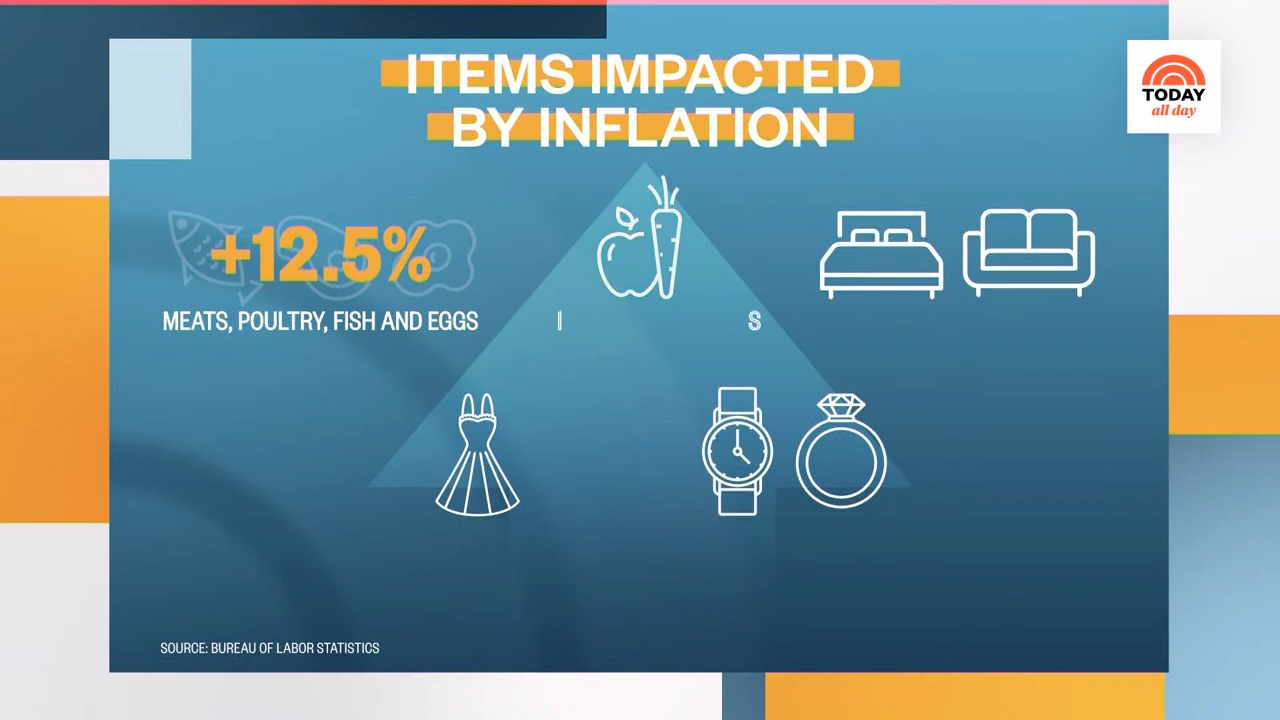 ITEMS IMPACTED
BY INFLATION
TODAY
all day
+12.5%
MEATS, POULTRY, FISH AND EGGS
I S
SOURCE: BUREAU OF LABOR STATISTICS